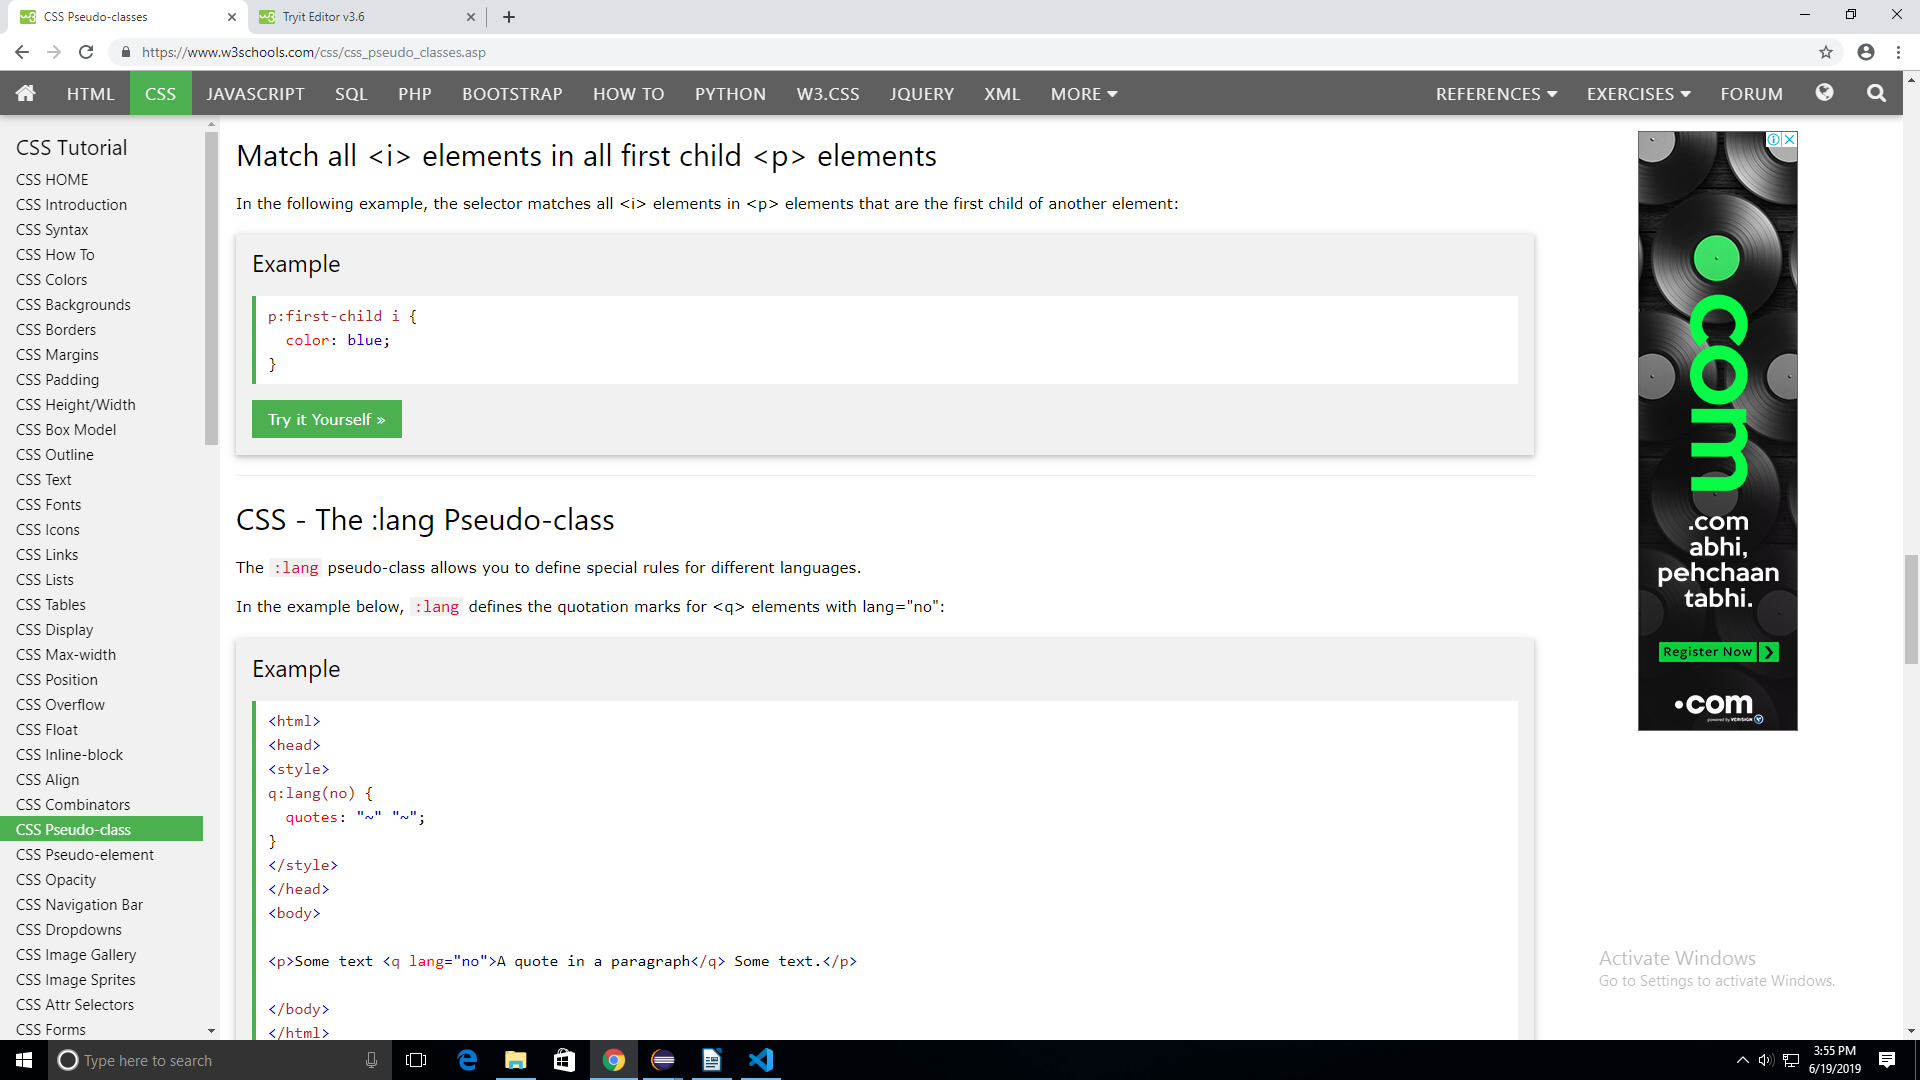 CSS Pseudo-classes
Tryit Editor v3.6
https://www.w3schools.com/css/css_pseudo_classes.asp
HTML CSS JAVASCRIPT SQL PHP BOOTSTRAP HOW TO PYTHON W3.CSS JQUERY XML MORE REFERENCES EXERCISES FORUM
CSS Tutorial
CSS HOME
CSS Introduction
CSS Syntax
CSS How To
CSS Colors
CSS Backgrounds
CSS Borders
CSS Margins
CSS Padding
CSS Height/Width
CSS Box Model
CSS Outline
CSS Text
CSS Fonts
CSS Icons
CSS Links
CSS Lists
CSS Tables
CSS Display
CSS Max-width
CSS Position
CSS Overflow
CSS Float
CSS Inline-block
CSS Align
CSS Combinators
CSS Pseudo-class
CSS Pseudo-element
CSS Opacity
CSS Navigation Bar
CSS Dropdowns
CSS Image Gallery
CSS Image Sprites
CSS Attr Selectors
CSS Forms
Match all <i> elements in all first child <p> elements
In the following example, the selector matches all <i> elements in <p> elements that are the first child of another element:
Example
p:first-child i {
color: blue;
}
Try it Yourself »
CSS - The :lang Pseudo-class
The :lang pseudo-class allows you to define special rules for different languages.
In the example below, :lang defines the quotation marks for <q> elements with lang="no":
Example
<html>
<head>
<style>
q:lang(no) {
quotes: "~" "~";
}
</style>
</head>
<body>
<p>Some text <q lang="no">A quote in a paragraph</q> Some text.</p>
</body>
</html>
.com
.com
abhi,
pehchaan
tabhi.
Register Now
.com
powered by VERISIGN
Activate Windows
Go to Settings to activate Windows.
Type here to search
3:55 PM
6/19/2019